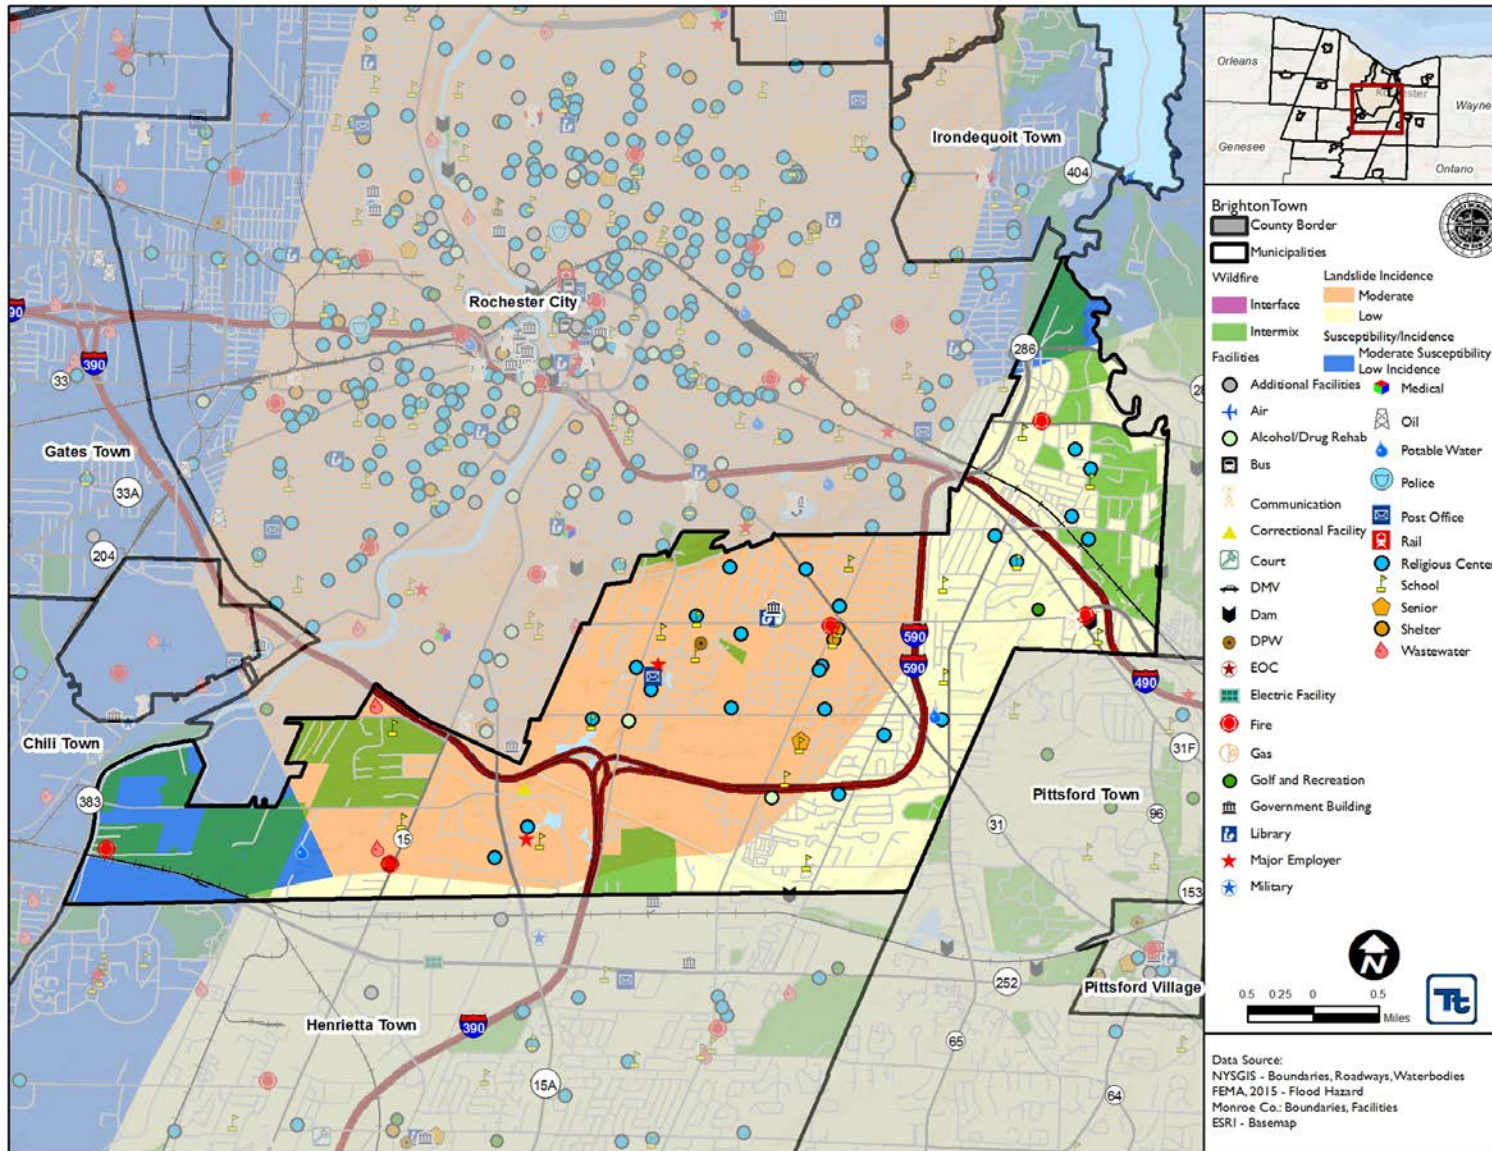 Irondequoit Town
404
Rochester City
90
390
33
286
Gates Town
33A
204
590
590
490
Chili Town
383
15
31F
Pittsford Town
31
96
153
252
Pittsford Village
Henrietta Town
390
65
15A
64
Orleans
Rochester
Wayne
Genesee
Ontario
Brighton Town
County Border
Municipalities
Wildfire
Interface
Intermix
Landslide Incidence
Moderate
Low
Susceptibility/Incidence
Moderate Susceptibility
Low Incidence
Facilities
Additional Facilities
Air
Alcohol/Drug Rehab
Bus
Communication
Correctional Facility
Court
DMV
Dam
DPW
EOC
Electric Facility
Fire
Gas
Golf and Recreation
Government Building
Library
Major Employer
Military
Medical
Oil
Potable Water
Police
Post Office
Rail
Religious Center
School
Senior
Shelter
Wastewater
N
0.5 0.25 0 0.5
Miles
Tt
Data Source:
NYSGIS - Boundaries, Roadways, Waterbodies
FEMA, 2015 - Flood Hazard
Monroe Co.: Boundaries, Facilities
ESRI - Basemap